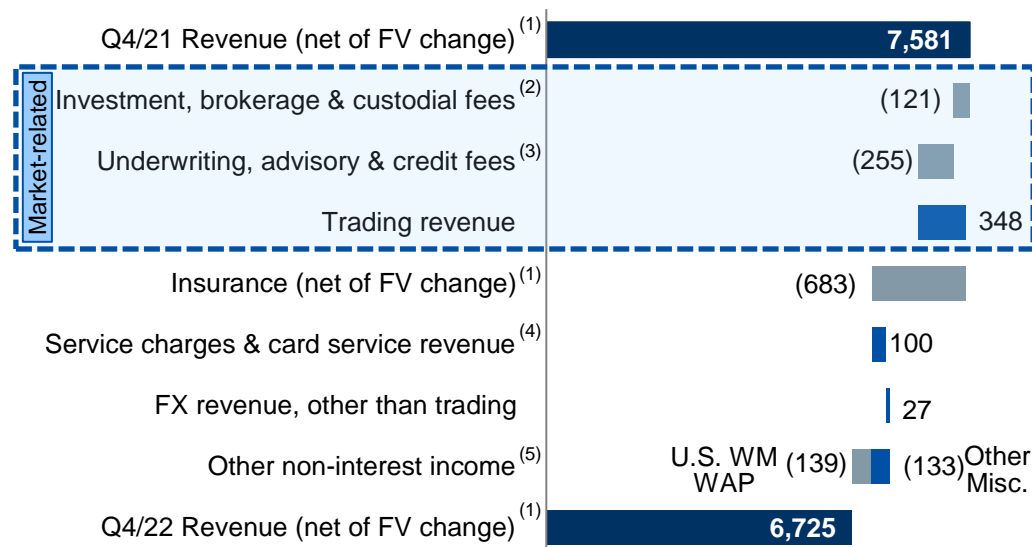 Q4/21 Revenue (net of FV change) (1) 7,581
Market-related
Investment, brokerage & custodial fees (2) (121)
Underwriting, advisory & credit fees (3) (255)
Trading revenue 348
Insurance (net of FV change) (1) (683)
Service charges & card service revenue (4) 100
FX revenue, other than trading 27
Other non-interest income (5) U.S. WM WAP (139) (133) Other Misc.
Q4/22 Revenue (net of FV change) (1) 6,725